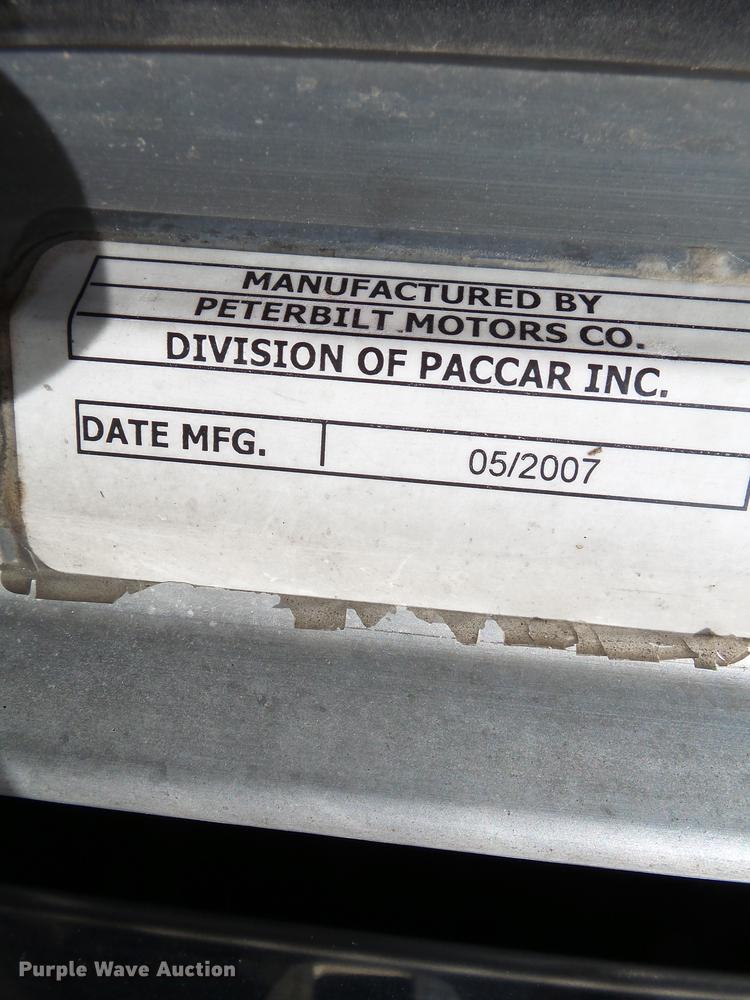 MANUFACTURED BY
PETERBILT MOTORS CO.
DIVISION OF PACCAR INC.
DATE MFG. 05/2007
Purple Wave Auction